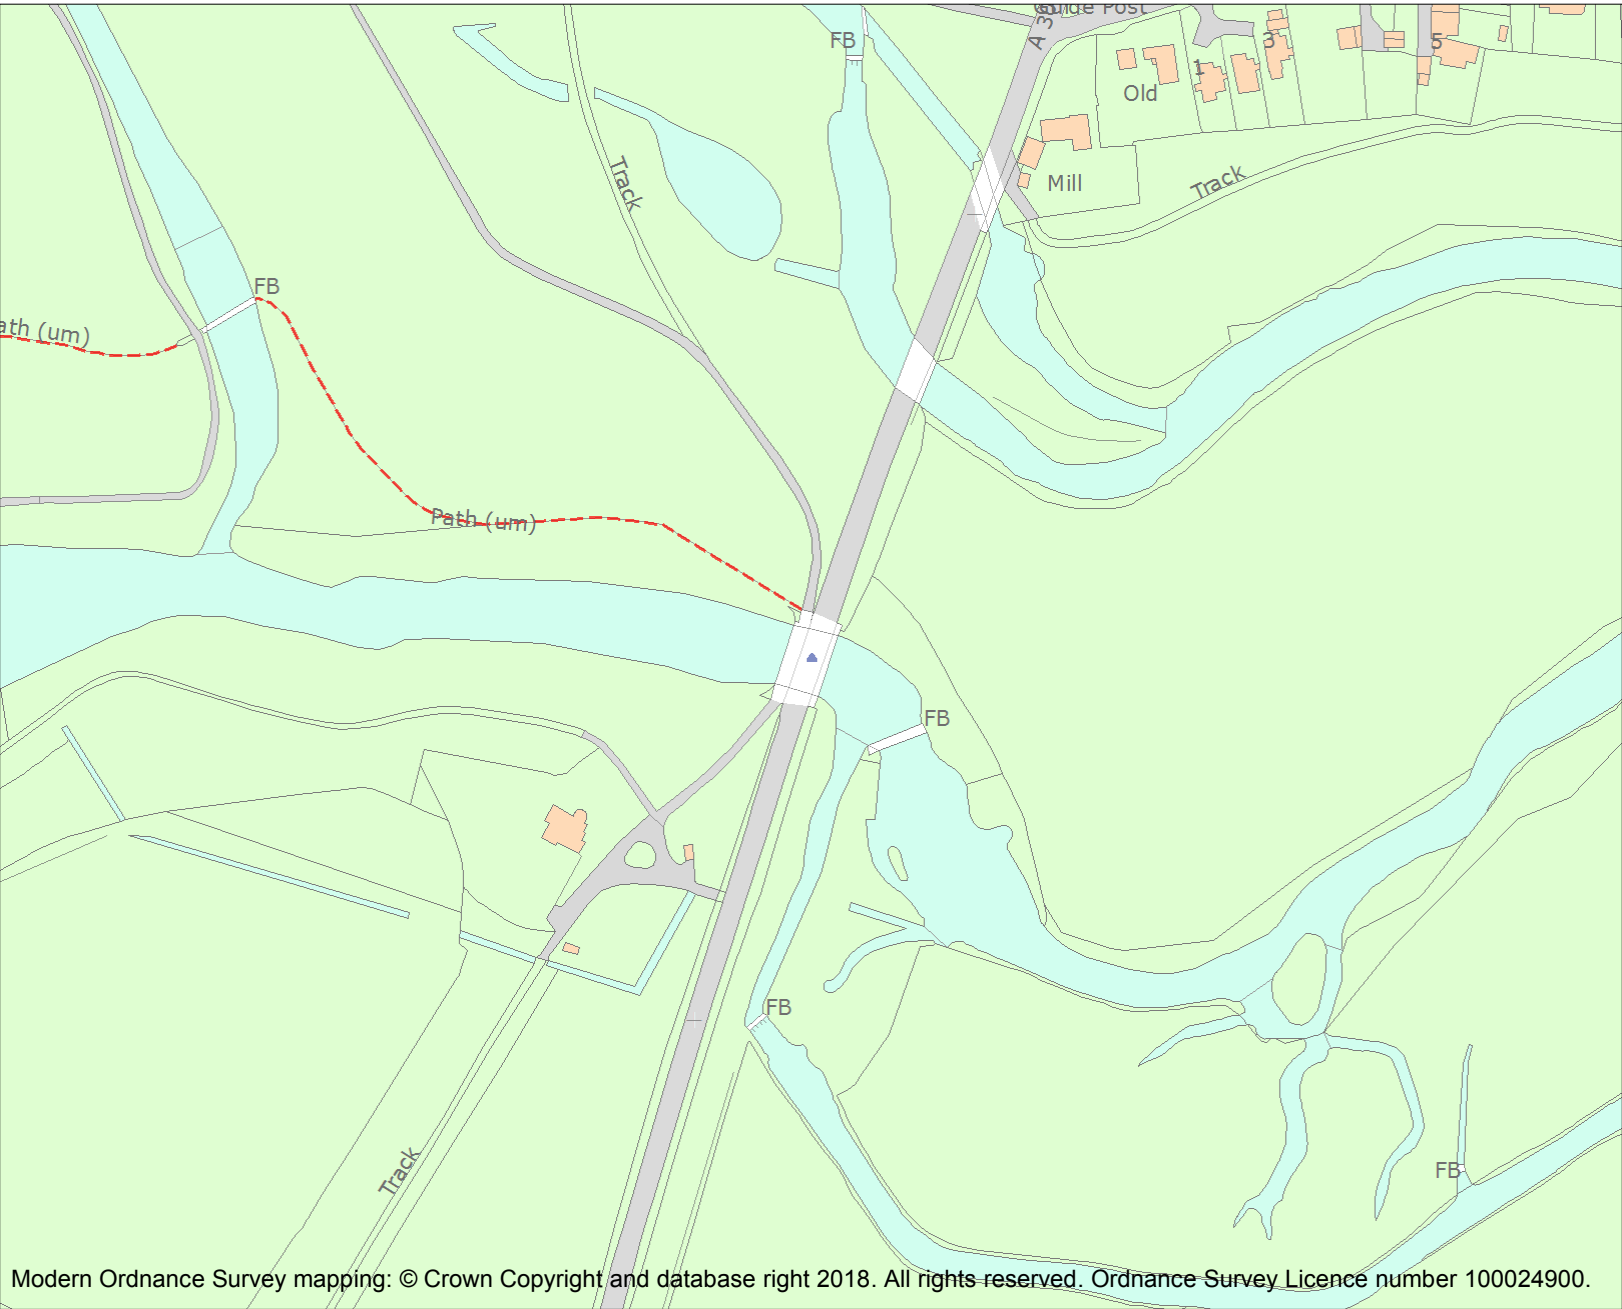 Guide Post
A 33
FB
3
5
1
Old
Mill
Track
Track
FB
ath (um)
Path (um)
FB
FB
Track
FB
Modern Ordnance Survey mapping: © Crown Copyright and database right 2018. All rights reserved. Ordnance Survey Licence number 100024900.